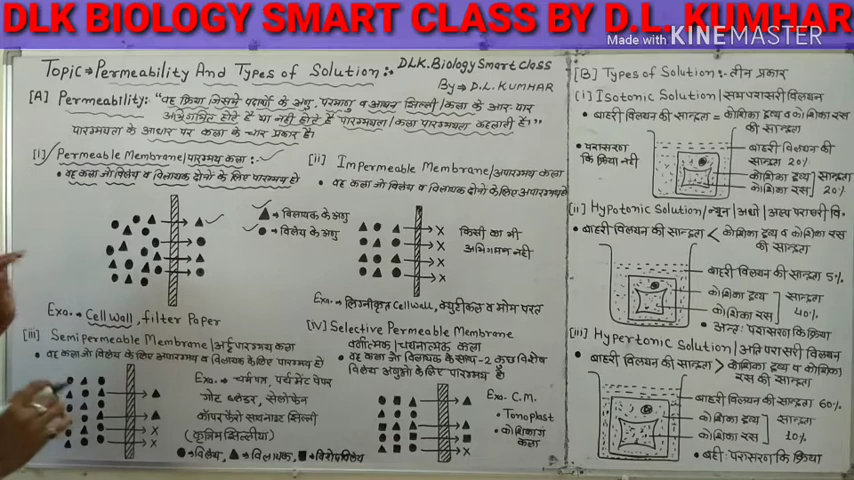 DLK BIOLOGY SMART CLASS BY D.L. KUMHAR
Made with KINEMASTER
Topic → Permeability And Types of Solution :-
DLK. Biology Smart Class
By → D.L. KUMHAR
[A] Permeability:- "वह क्रिया जिसमें पदार्थों के अणु, परमाणु व आयन झिल्ली/कला के आर-पार
अभिगमित होते है या नहीं होते है पारगम्यता/कला पारगम्यता कहलाती है।"
पारगम्यता के आधार पर कला के चार प्रकार है।
[i] Permeable Membrane/पारगम्य कला :-
• वह कला जो विलेय व विलायक दोनों के लिए पारगम्य हो
▲ → विलायक के अणु
● → विलेय के अणु
Exa. → Cell wall, filter Paper
[ii] Impermeable Membrane/अपारगम्य कला
• वह कला जो विलेय व विलायक दोनों के लिए अपारगम्य हो
x
x
x
x
किसी का भी
अभिगमन नहीं
Exa. → लिग्नीकृत Cell wall, क्युटीकल व मोम परत
[iii] Semipermeable Membrane/अर्द्धपारगम्य कला
• वह कला जो विलेय के लिए अपारगम्य व विलायक के लिए पारगम्य हो
x
x
Exa. → चर्मपत्र, पर्चमेंट पेपर
गोट ब्लेडर, सेलोफेन
कॉपर फेरो सायनाइड झिल्ली
(कृत्रिम झिल्लीयां)
● → विलेय, ▲ → विलायक, ■ → विशेष विलेय
[IV] Selective Permeable Membrane
वर्णात्मक/चयनात्मक कला
• वह कला जो विलायक के साथ-2 कुछ विशेष
विलेय अणुओं के लिए पारगम्य हो
x
Exa. → C.M.
• Tonoplast
• कोशिकांग
कला
[B] Types of Solution :- तीन प्रकार
(i) Isotonic Solution/समपरासरी विलयन
• बाहरी विलयन की सान्द्रता = कोशिका द्रव्य व कोशिका रस
की सान्द्रता
• परासरण
कि क्रिया नहीं
बाहरी विलयन की
सान्द्रता 20%
कोशिका द्रव्य सान्द्रता
कोशिका रस 20%
[ii] Hypotonic Solution/न्यून/अधो/अल्प परासरी वि.
• बाहरी विलयन की सान्द्रता < कोशिका द्रव्य व कोशिका रस
की सान्द्रता
बाहरी विलयन की सान्द्रता 5%
कोशिका द्रव्य सान्द्रता
कोशिका रस 40%
• अन्तः परासरण कि क्रिया
[iii] Hypertonic Solution/अति परासरी विलयन
• बाहरी विलयन की सान्द्रता > कोशिका द्रव्य व कोशिका
रस की सान्द्रता
बाहरी विलयन की सान्द्रता 60%
कोशिका द्रव्य सान्द्रता
कोशिका रस 10%
• बहिः परासरण कि क्रिया